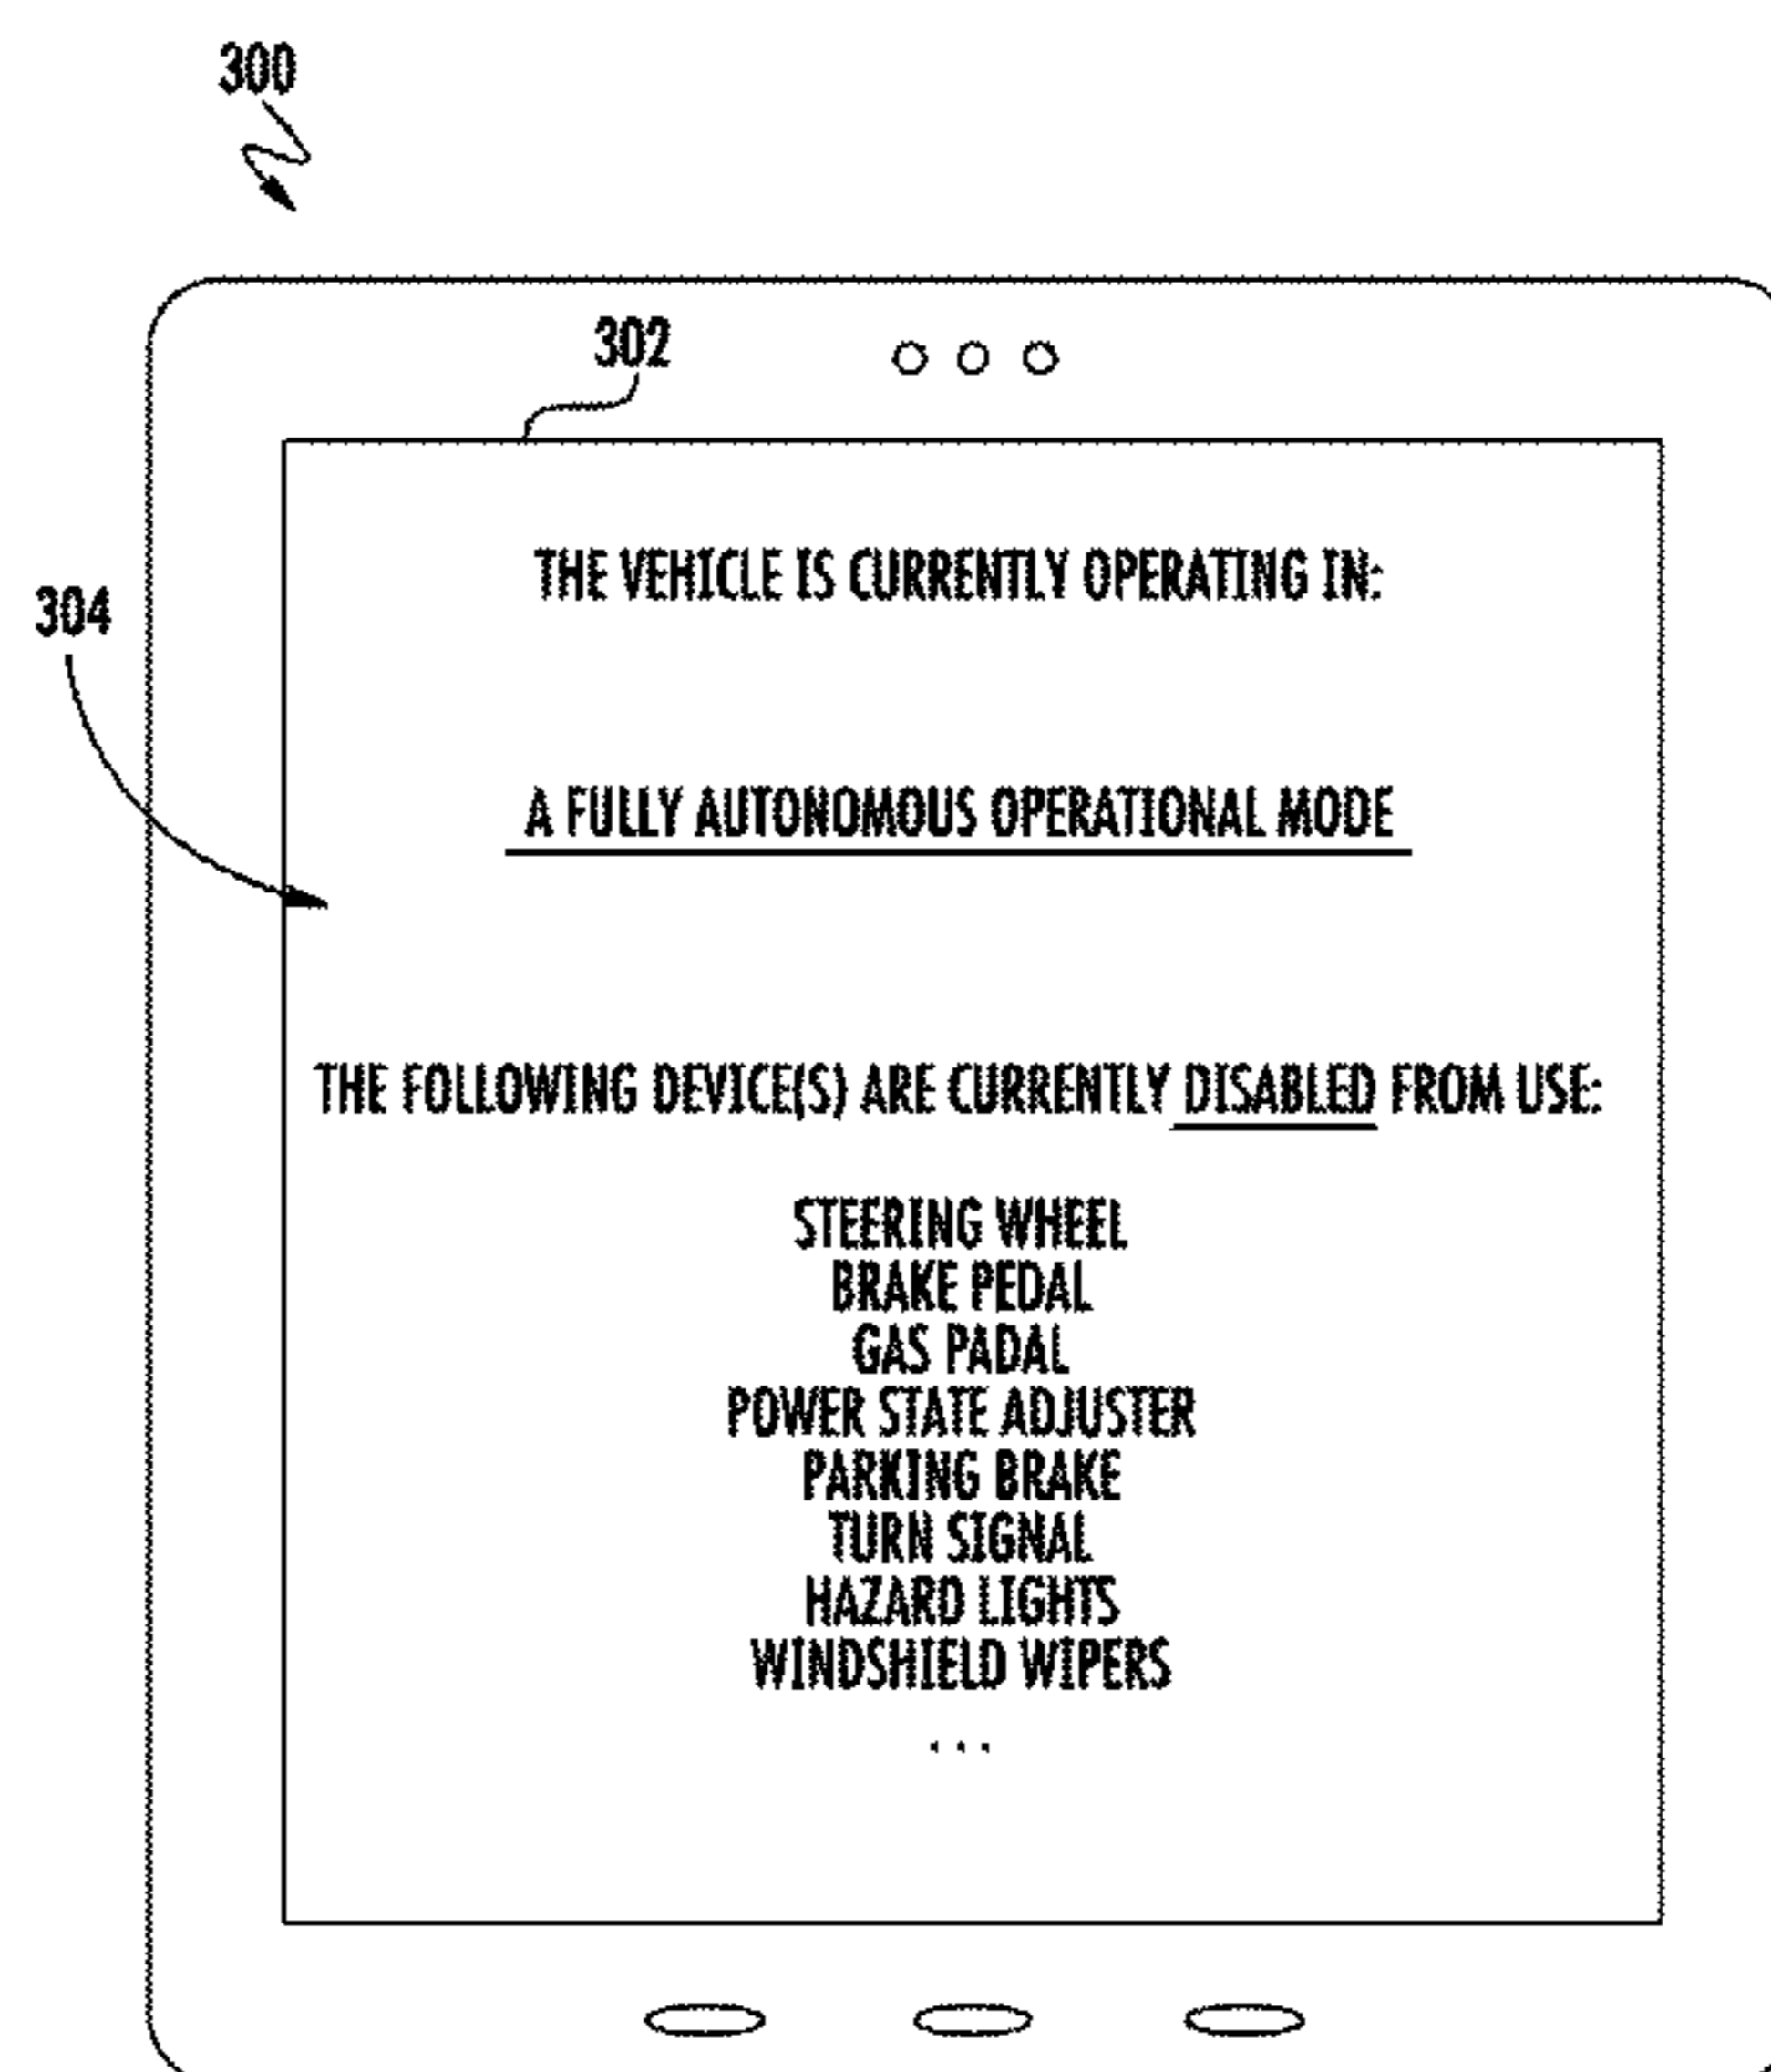 300
302
304
THE VEHICLE IS CURRENTLY OPERATING IN:
A FULLY AUTONOMOUS OPERATIONAL MODE
THE FOLLOWING DEVICE(S) ARE CURRENTLY DISABLED FROM USE:
STEERING WHEEL
BRAKE PEDAL
GAS PADAL
POWER STATE ADJUSTER
PARKING BRAKE
TURN SIGNAL
HAZARD LIGHTS
WINDSHIELD WIPERS
...